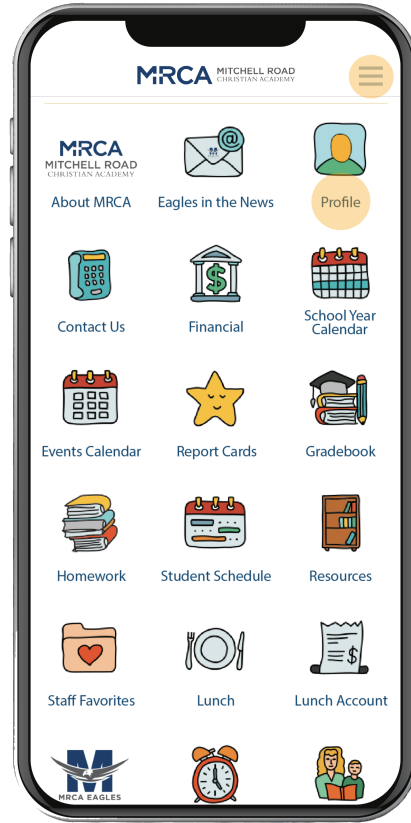 MRCA MITCHELL ROAD
CHRISTIAN ACADEMY
MRCA
MITCHELL ROAD
CHRISTIAN ACADEMY
@
About MRCA
Eagles in the News
Profile
$
Contact Us
Financial
School Year
Calendar
Events Calendar
Report Cards
Gradebook
Homework
Student Schedule
Resources
$
Staff Favorites
Lunch
Lunch Account
M
MRCA EAGLES